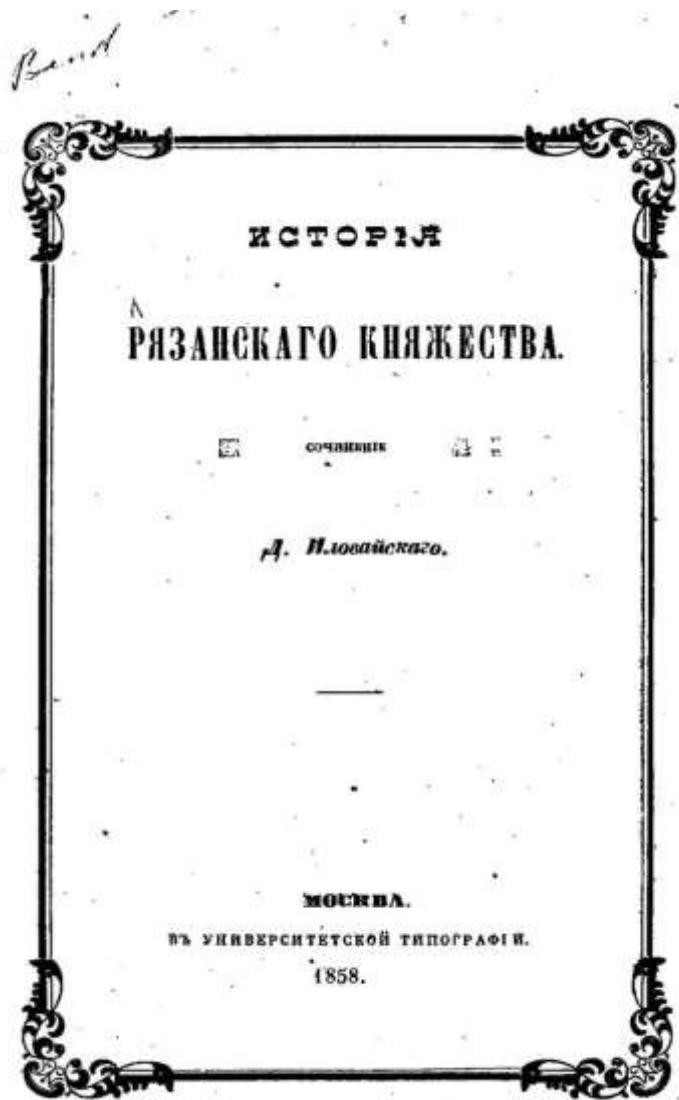 ИСТОРІЯ
РЯЗАНСКАГО КНЯЖЕСТВА.
СОЧИНЕНІЕ
Д. Иловайскаго.
МОСКВА.
ВЪ УНИВЕРСИТЕТСКОЙ ТИПОГРАФІИ.
1858.